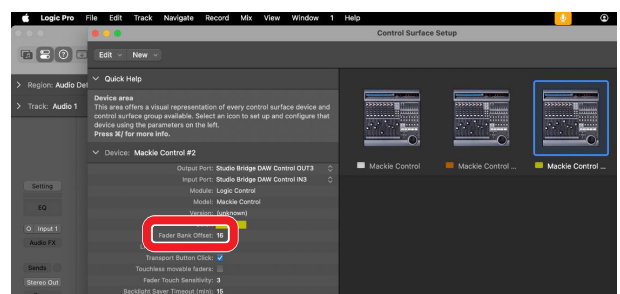 Logic Pro File Edit Track Navigate Record Mix View Window 1 Help
Control Surface Setup
Edit New
Region: Audio Def
Track: Audio 1
Quick Help
Device area
This area offers a visual representation of every control surface device and
control surface group available. Select an icon to set up and configure that
device using the parameters on the left.
Press ⌘/ for more info.
Device: Mackie Control #2
Output Port: Studio Bridge DAW Control OUT3
Input Port: Studio Bridge DAW Control IN3
Module: Logic Control
Model: Mackie Control
Version: (unknown)
Fader Bank Offset: 16
Transport Button Click:
Touchless movable faders:
Fader Touch Sensitivity: 3
Backlight Saver Timeout (min): 15
Setting
EQ
Input 1
Audio FX
Sends
Stereo Out
Mackie Control
Mackie Control ...
Mackie Control ...